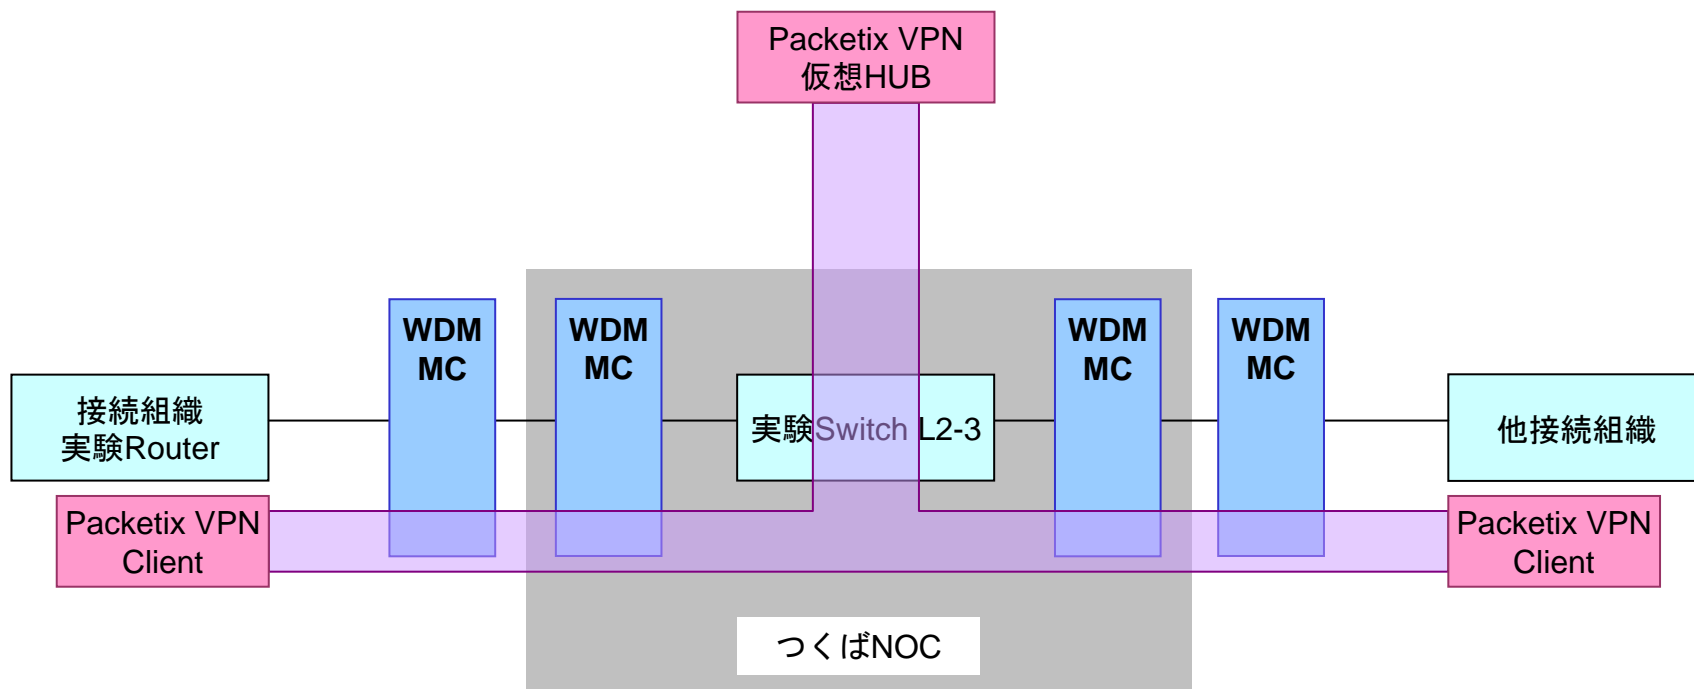 Packetix VPN
仮想HUB
WDM
MC
WDM
MC
WDM
MC
WDM
MC
接続組織
実験Router
実験Switch L2-3
他接続組織
Packetix VPN
Client
Packetix VPN
Client
つくばNOC